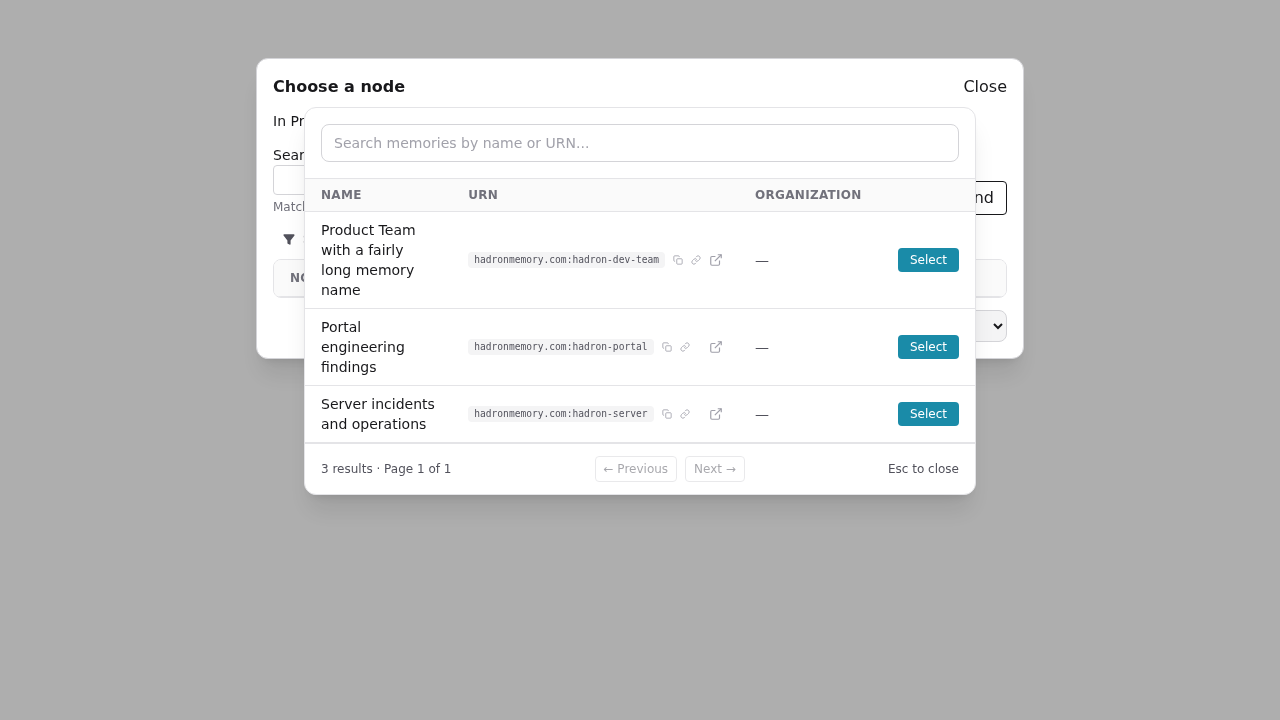 Choose a node
Close
In Pr
Sear
Match
nd
NO
Search memories by name or URN...
NAME URN ORGANIZATION
Product Team with a fairly long memory name
hadronmemory.com:hadron-dev-team — Select
Portal engineering findings
hadronmemory.com:hadron-portal — Select
Server incidents and operations
hadronmemory.com:hadron-server — Select
3 results · Page 1 of 1 ← Previous Next → Esc to close